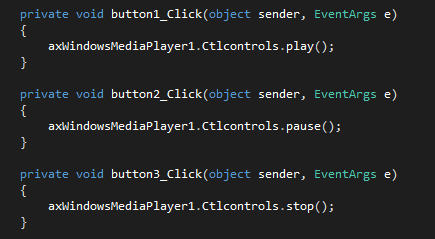 private void button1_Click(object sender, EventArgs e)
{
axWindowsMediaPlayer1.Ctlcontrols.play();
}
private void button2_Click(object sender, EventArgs e)
{
axWindowsMediaPlayer1.Ctlcontrols.pause();
}
private void button3_Click(object sender, EventArgs e)
{
axWindowsMediaPlayer1.Ctlcontrols.stop();
}